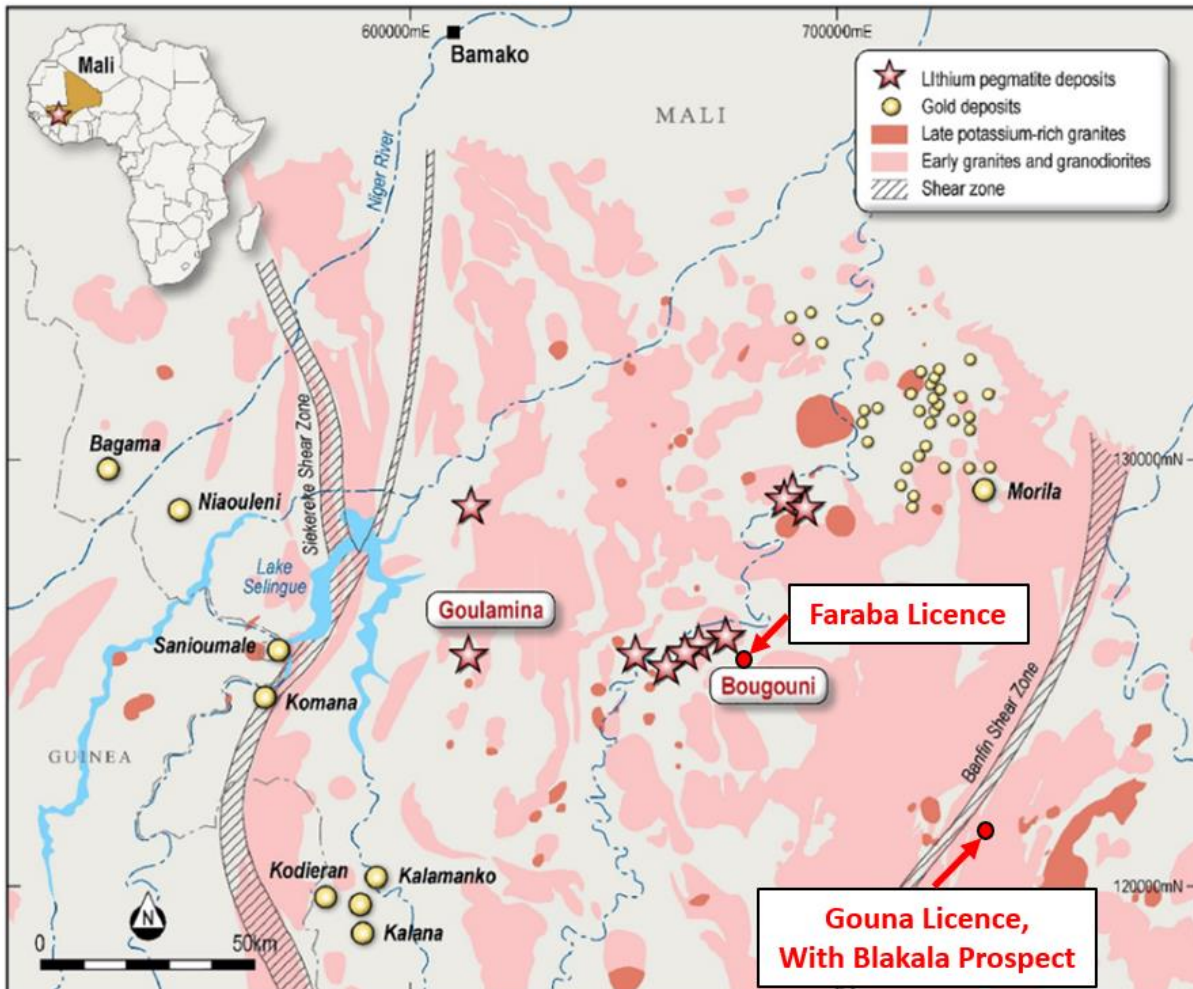 600000mE
700000mE
Bamako
Mali
MALI
Lithium pegmatite deposits
Gold deposits
Late potassium-rich granites
Early granites and granodiorites
Shear zone
Niger River
Siekereke Shear Zone
Bagama
Niaouleni
130000mN
Morila
Lake
Selingue
Goulamina
Faraba Licence
Sanioumale
Bougouni
Komana
GUINEA
Banfin Shear Zone
Kodieran
Kalamanko
Kalana
120000mN
N
0
50km
Gouna Licence,
With Blakala Prospect